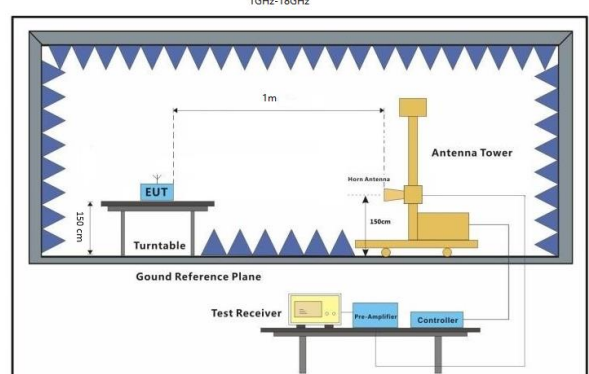 1GHz-18GHz
1m
Antenna Tower
Horn Antenna
EUT
150 cm
150cm
Turntable
Gound Reference Plane
Test Receiver
Pre-Amplifier
Controller